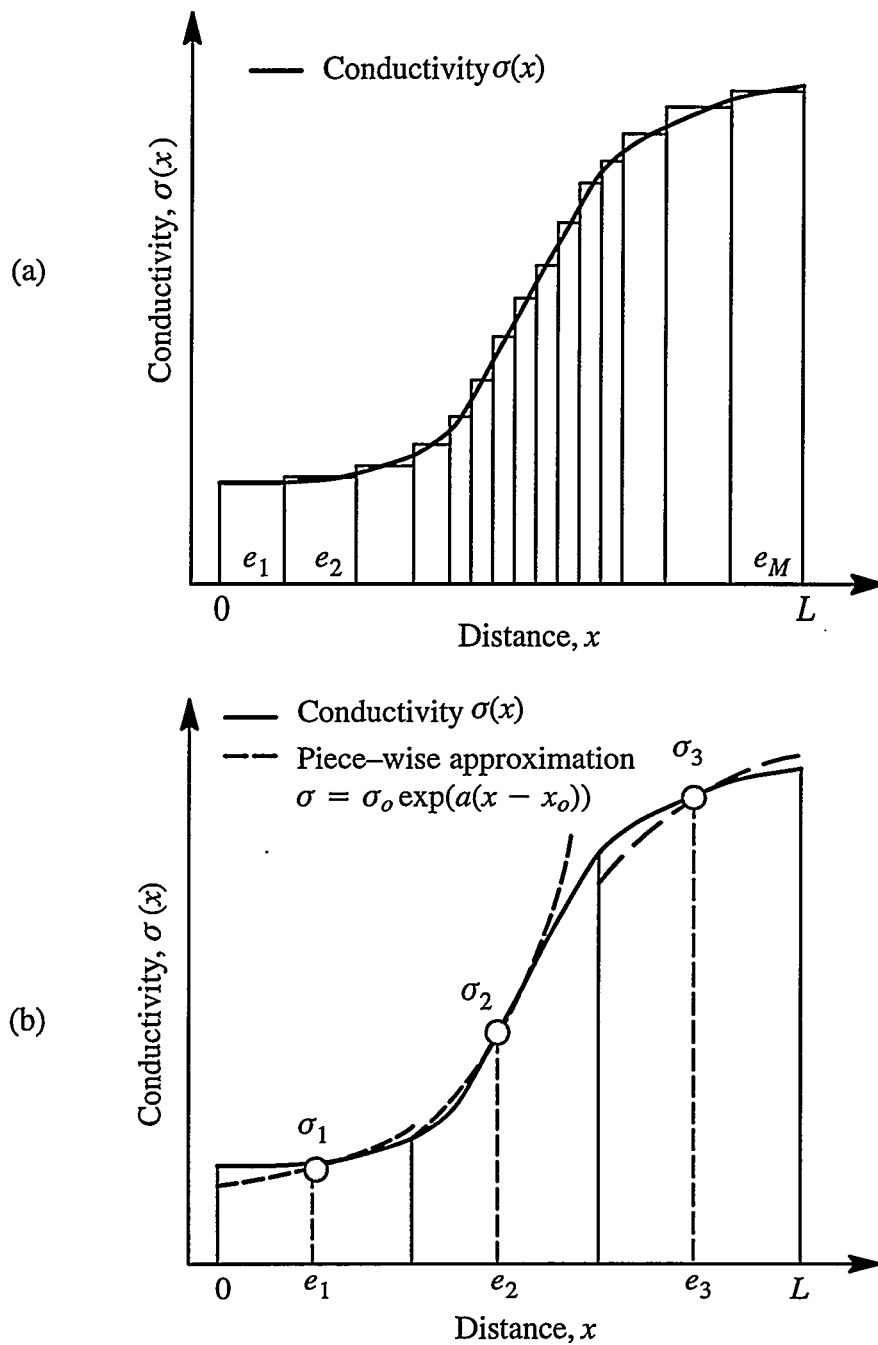 Conductivity σ(x)
Conductivity, σ(x)
(a)
e₁ e₂ e_M
0 L
Distance, x
Conductivity σ(x)
Piece–wise approximation
σ = σₒ exp(a(x − xₒ))
σ₃
σ₂
σ₁
Conductivity, σ (x)
(b)
0 e₁ e₂ e₃ L
Distance, x